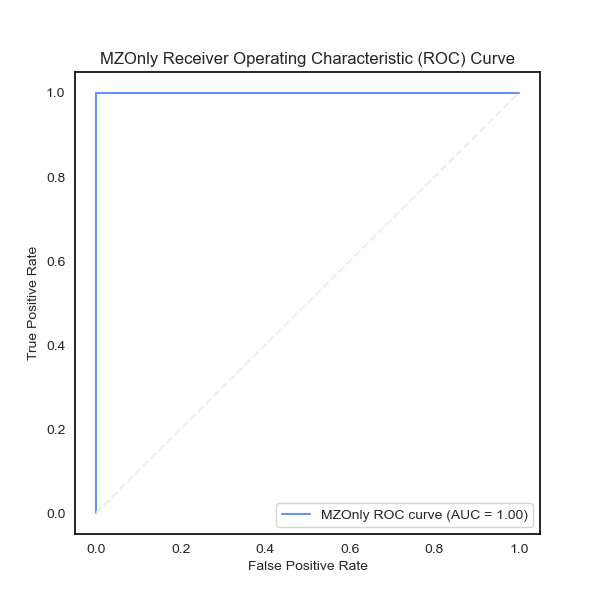 MZOnly Receiver Operating Characteristic (ROC) Curve
True Positive Rate
1.0
0.8
0.6
0.4
0.2
0.0
MZOnly ROC curve (AUC = 1.00)
0.0 0.2 0.4 0.6 0.8 1.0
False Positive Rate